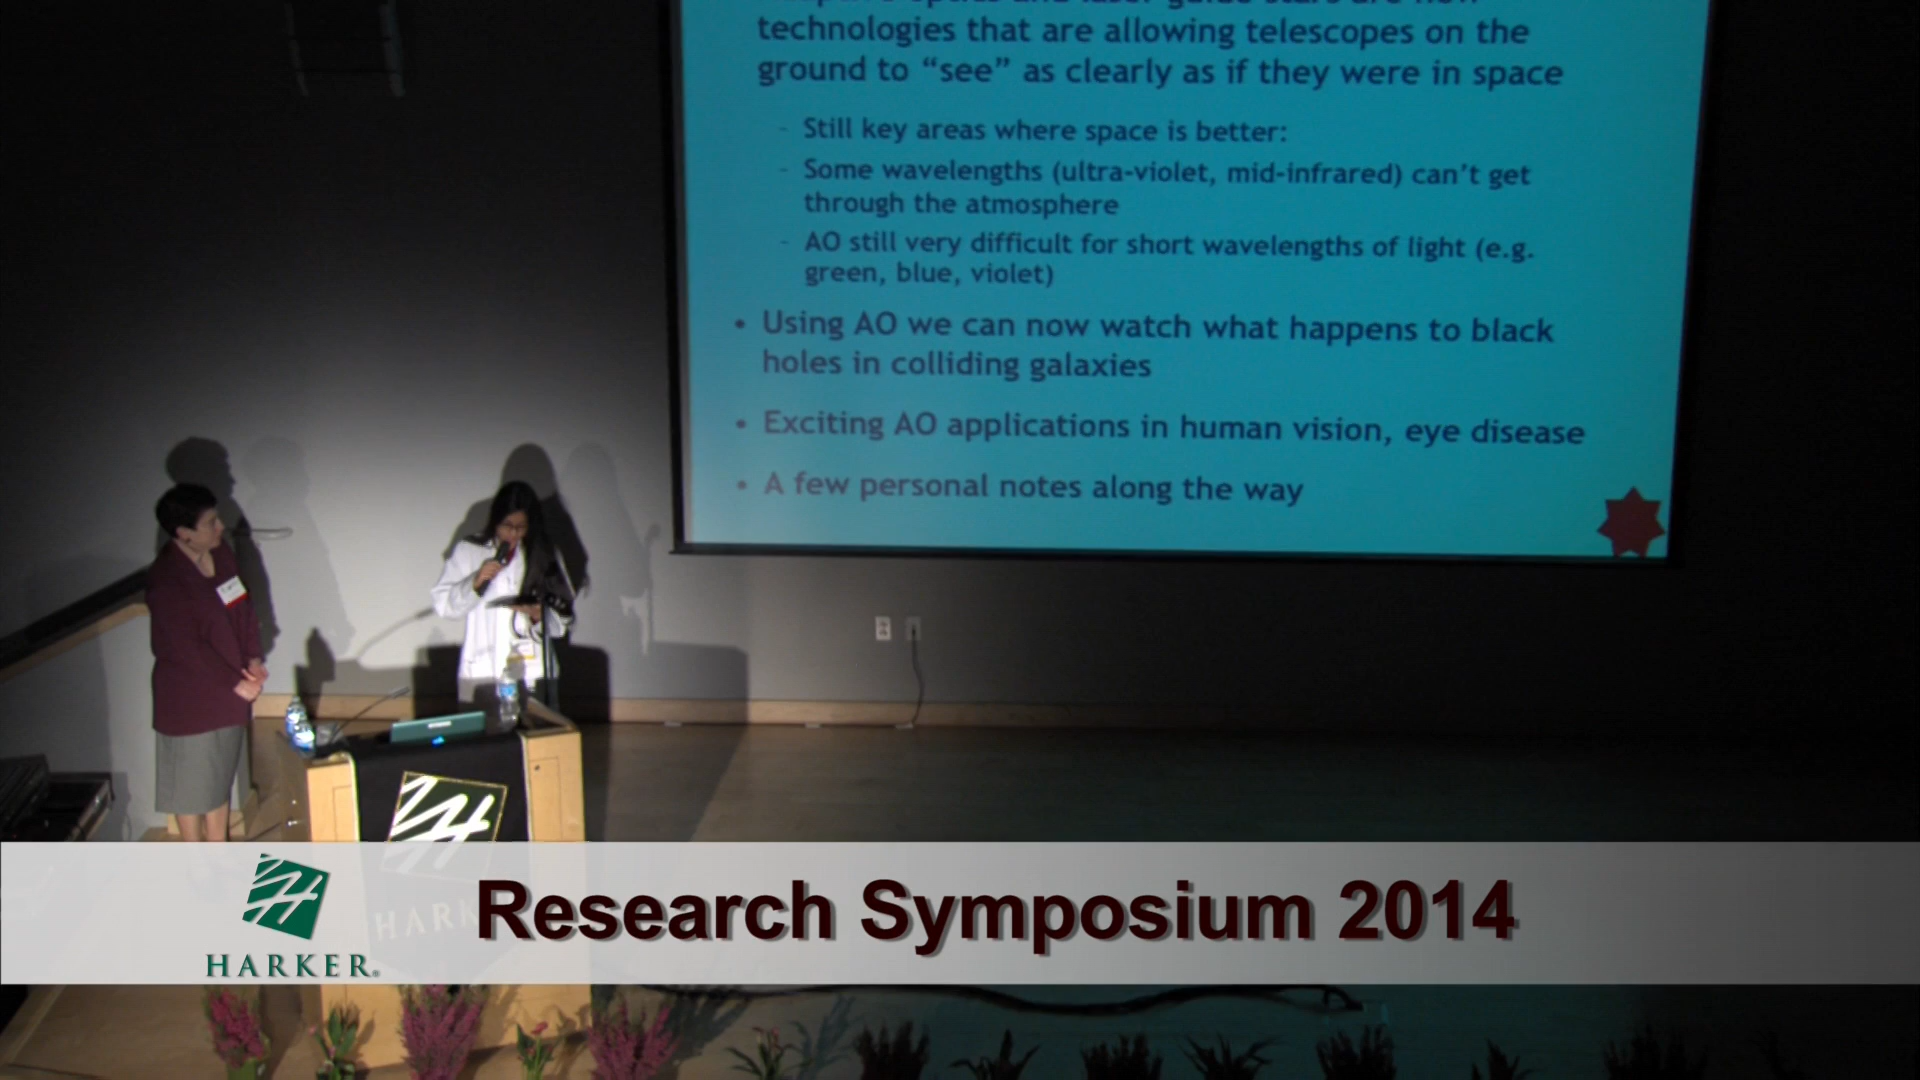 technologies that are allowing telescopes on the
ground to “see” as clearly as if they were in space
- Still key areas where space is better:
- Some wavelengths (ultra-violet, mid-infrared) can’t get
through the atmosphere
- AO still very difficult for short wavelengths of light (e.g.
green, blue, violet)
• Using AO we can now watch what happens to black
holes in colliding galaxies
• Exciting AO applications in human vision, eye disease
• A few personal notes along the way
HARKER®
Research Symposium 2014